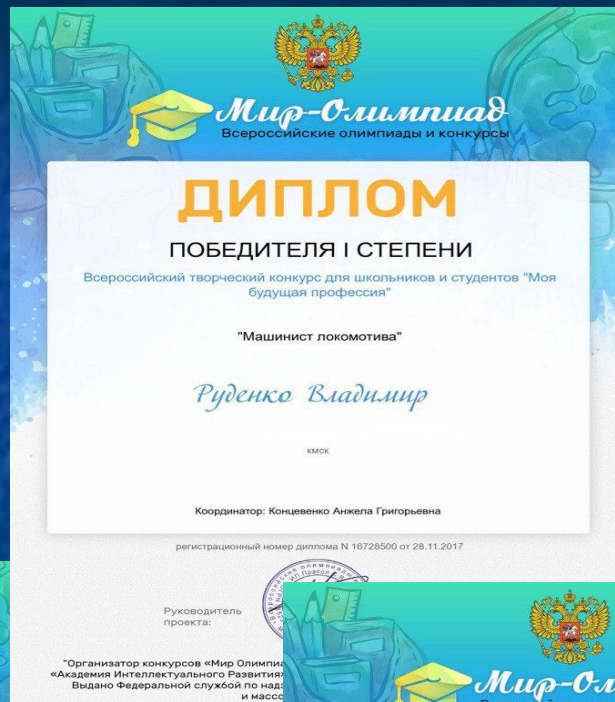 Мир-Олимпиад
Всероссийские олимпиады и конкурсы
ДИПЛОМ
ПОБЕДИТЕЛЯ I СТЕПЕНИ
Всероссийский творческий конкурс для школьников и студентов "Моя
будущая профессия"
"Машинист локомотива"
Руденко Владимир
кмск
Координатор: Концевенко Анжела Григорьевна
регистрационный номер диплома N 16728500 от 28.11.2017
Руководитель
проекта:
"Организатор конкурсов «Мир Олимпиа
«Академия Интеллектуального Развития»
Выдано Федеральной службой по над
и масс
Мир-Ол